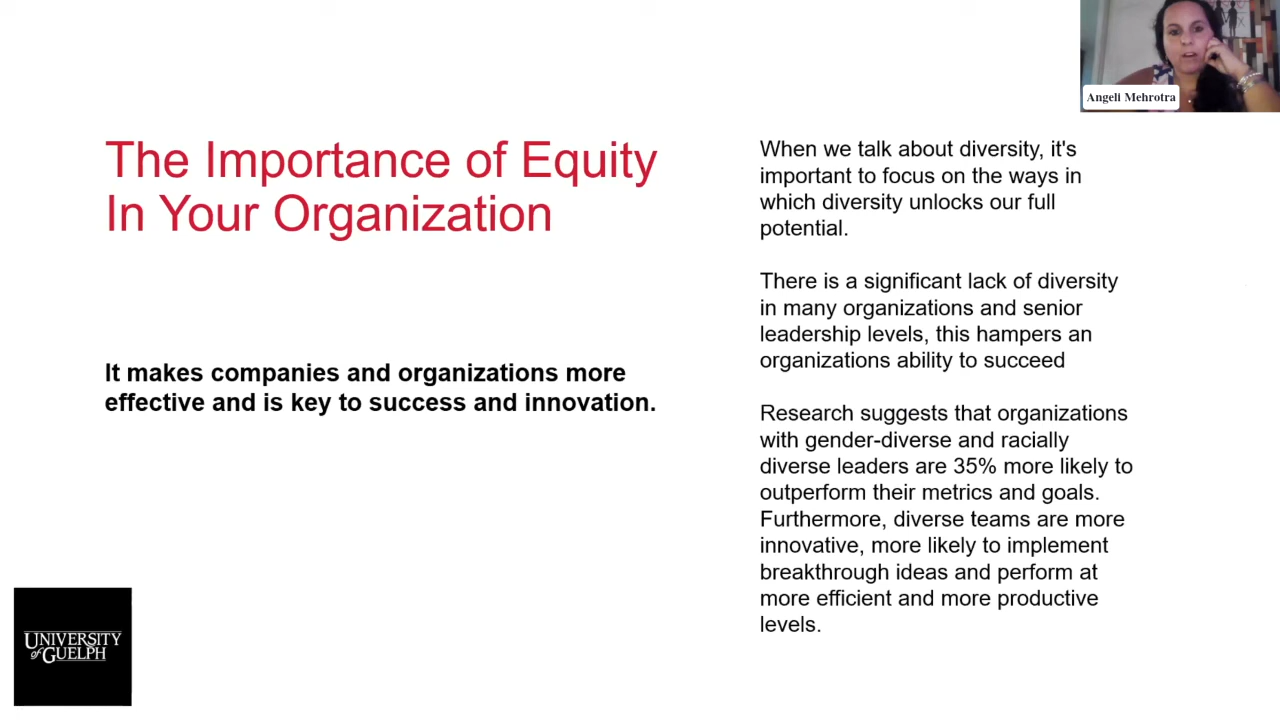 Angeli Mehrotra
The Importance of Equity
In Your Organization
It makes companies and organizations more
effective and is key to success and innovation.
When we talk about diversity, it's
important to focus on the ways in
which diversity unlocks our full
potential.
There is a significant lack of diversity
in many organizations and senior
leadership levels, this hampers an
organizations ability to succeed
Research suggests that organizations
with gender-diverse and racially
diverse leaders are 35% more likely to
outperform their metrics and goals.
Furthermore, diverse teams are more
innovative, more likely to implement
breakthrough ideas and perform at
more efficient and more productive
levels.
UNIVERSITY
of GUELPH